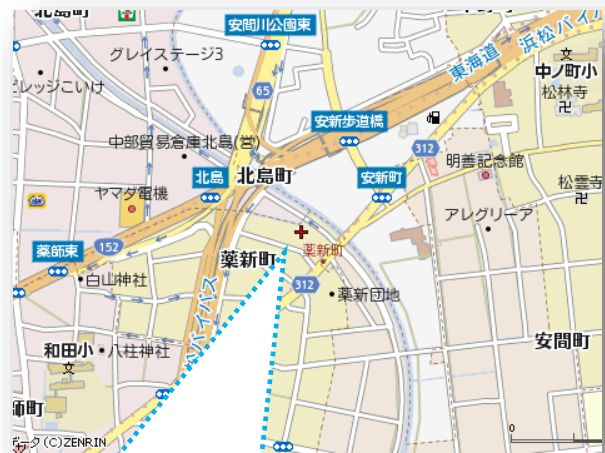 北島町
安間川公園東
グレイステージ3
東海道
浜松バイパ
中ノ町小
ビレッジこいけ
松林寺
65
安新歩道橋
中部貿易倉庫北島(営)
312
明善記念館
北島
北島町
安新町
松雲寺
ヤマダ電機
アレグリーア
薬師東
152
薬新町
薬新町
白山神社
312
薬新団地
バイパス
安間町
和田小
八柱神社
師町
0
ータ(C)ZENRIN